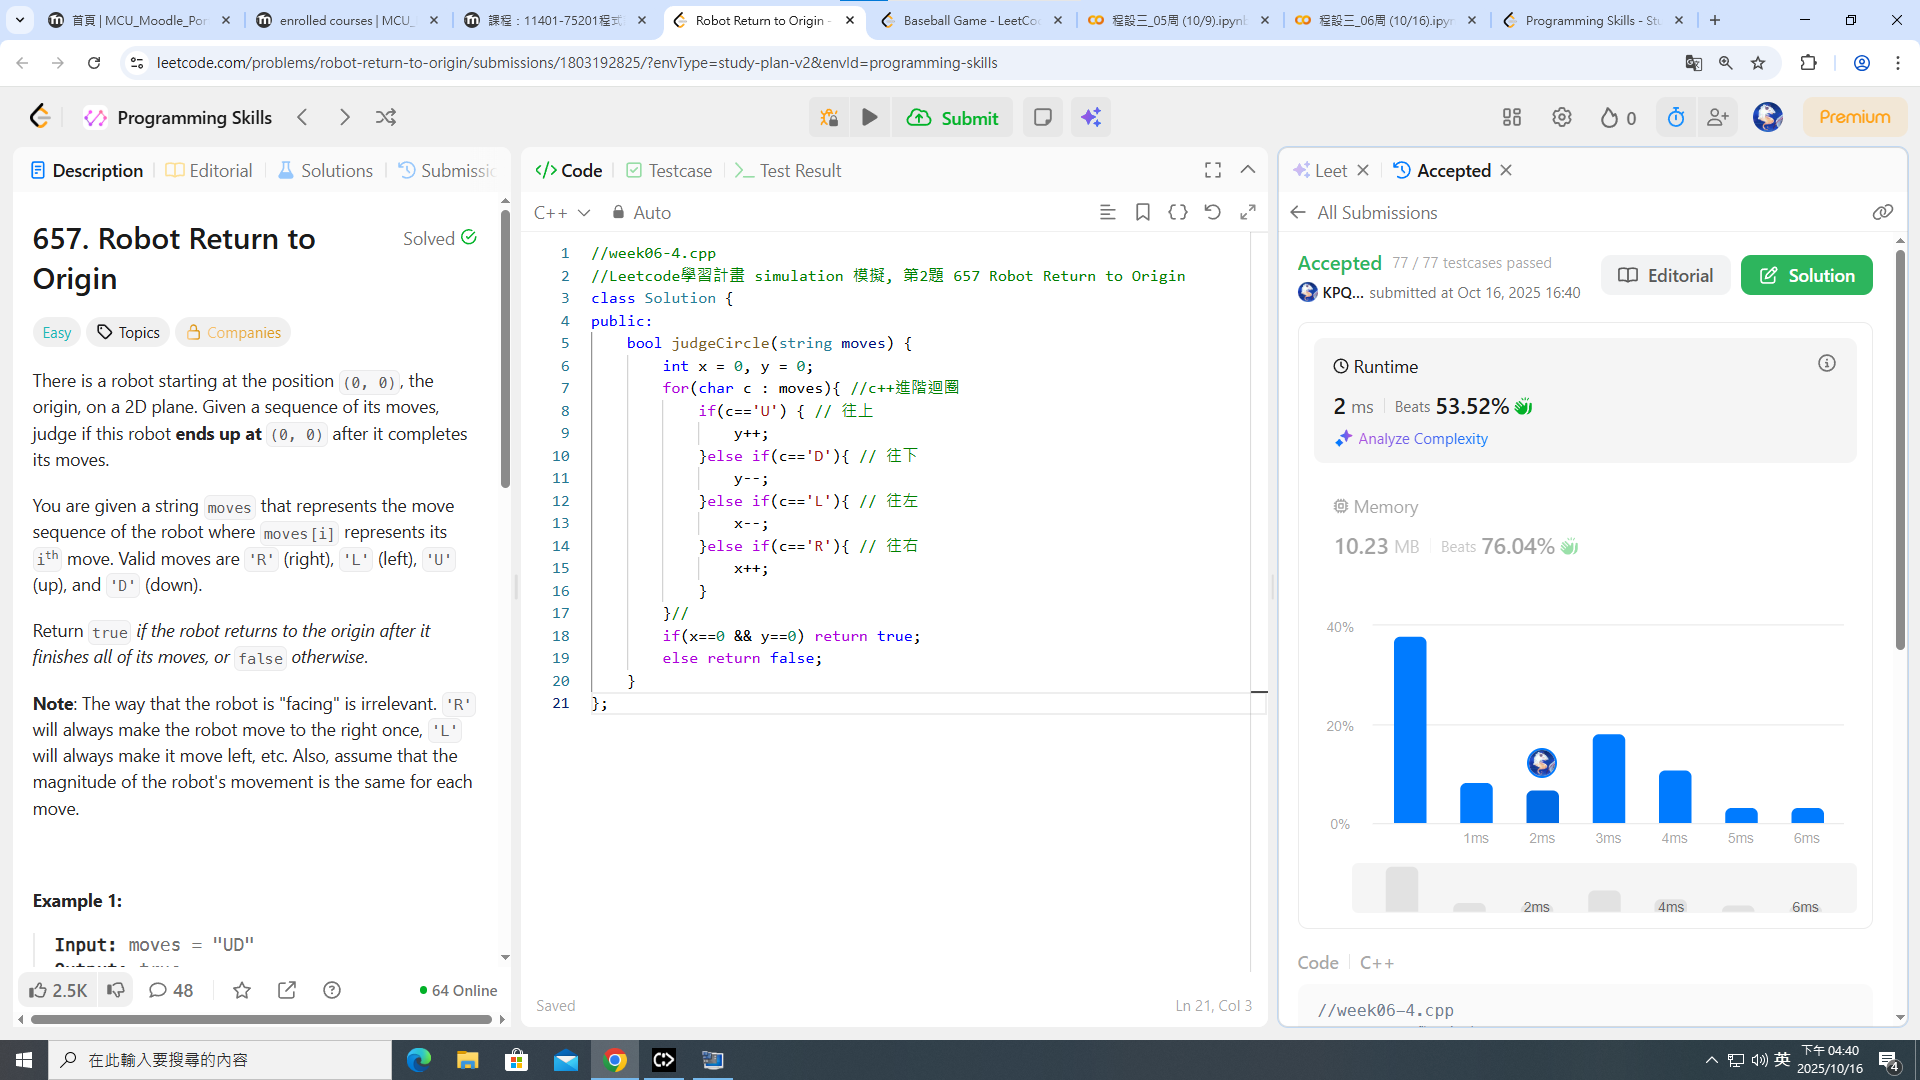 首頁 | MCU_Moodle_Por
enrolled courses | MCU_
課程：11401-75201程式
Robot Return to Origin -
Baseball Game - LeetCo
程設三_05周 (10/9).ipynb
程設三_06周 (10/16).ipyn
Programming Skills - Stu
leetcode.com/problems/robot-return-to-origin/submissions/1803192825/?envType=study-plan-v2&envId=programming-skills
Programming Skills
Submit
0
Premium
Description
Editorial
Solutions
Submissic
657. Robot Return to
Origin
Solved
Easy
Topics
Companies
There is a robot starting at the position (0, 0), the
origin, on a 2D plane. Given a sequence of its moves,
judge if this robot ends up at (0, 0) after it completes
its moves.
You are given a string moves that represents the move
sequence of the robot where moves[i] represents its
ith move. Valid moves are 'R' (right), 'L' (left), 'U'
(up), and 'D' (down).
Return true if the robot returns to the origin after it
finishes all of its moves, or false otherwise.
Note: The way that the robot is "facing" is irrelevant. 'R'
will always make the robot move to the right once, 'L'
will always make it move left, etc. Also, assume that the
magnitude of the robot's movement is the same for each
move.
Example 1:
Input: moves = "UD"
Output: true
2.5K
48
64 Online
Code
Testcase
Test Result
C++
Auto
1 //week06-4.cpp
2 //Leetcode學習計畫 simulation 模擬, 第2題 657 Robot Return to Origin
3 class Solution {
4 public:
5 bool judgeCircle(string moves) {
6 int x = 0, y = 0;
7 for(char c : moves){ //c++進階迴圈
8 if(c=='U') { // 往上
9 y++;
10 }else if(c=='D'){ // 往下
11 y--;
12 }else if(c=='L'){ // 往左
13 x--;
14 }else if(c=='R'){ // 往右
15 x++;
16 }
17 }//
18 if(x==0 && y==0) return true;
19 else return false;
20 }
21 };
Saved
Ln 21, Col 3
Leet
Accepted
All Submissions
Accepted 77 / 77 testcases passed
KPQ... submitted at Oct 16, 2025 16:40
Editorial
Solution
Runtime
2 ms Beats 53.52%
Analyze Complexity
Memory
10.23 MB Beats 76.04%
40%
20%
0%
1ms 2ms 3ms 4ms 5ms 6ms
2ms 4ms 6ms
Code C++
//week06-4.cpp
在此輸入要搜尋的內容
英
下午 04:40
2025/10/16
4